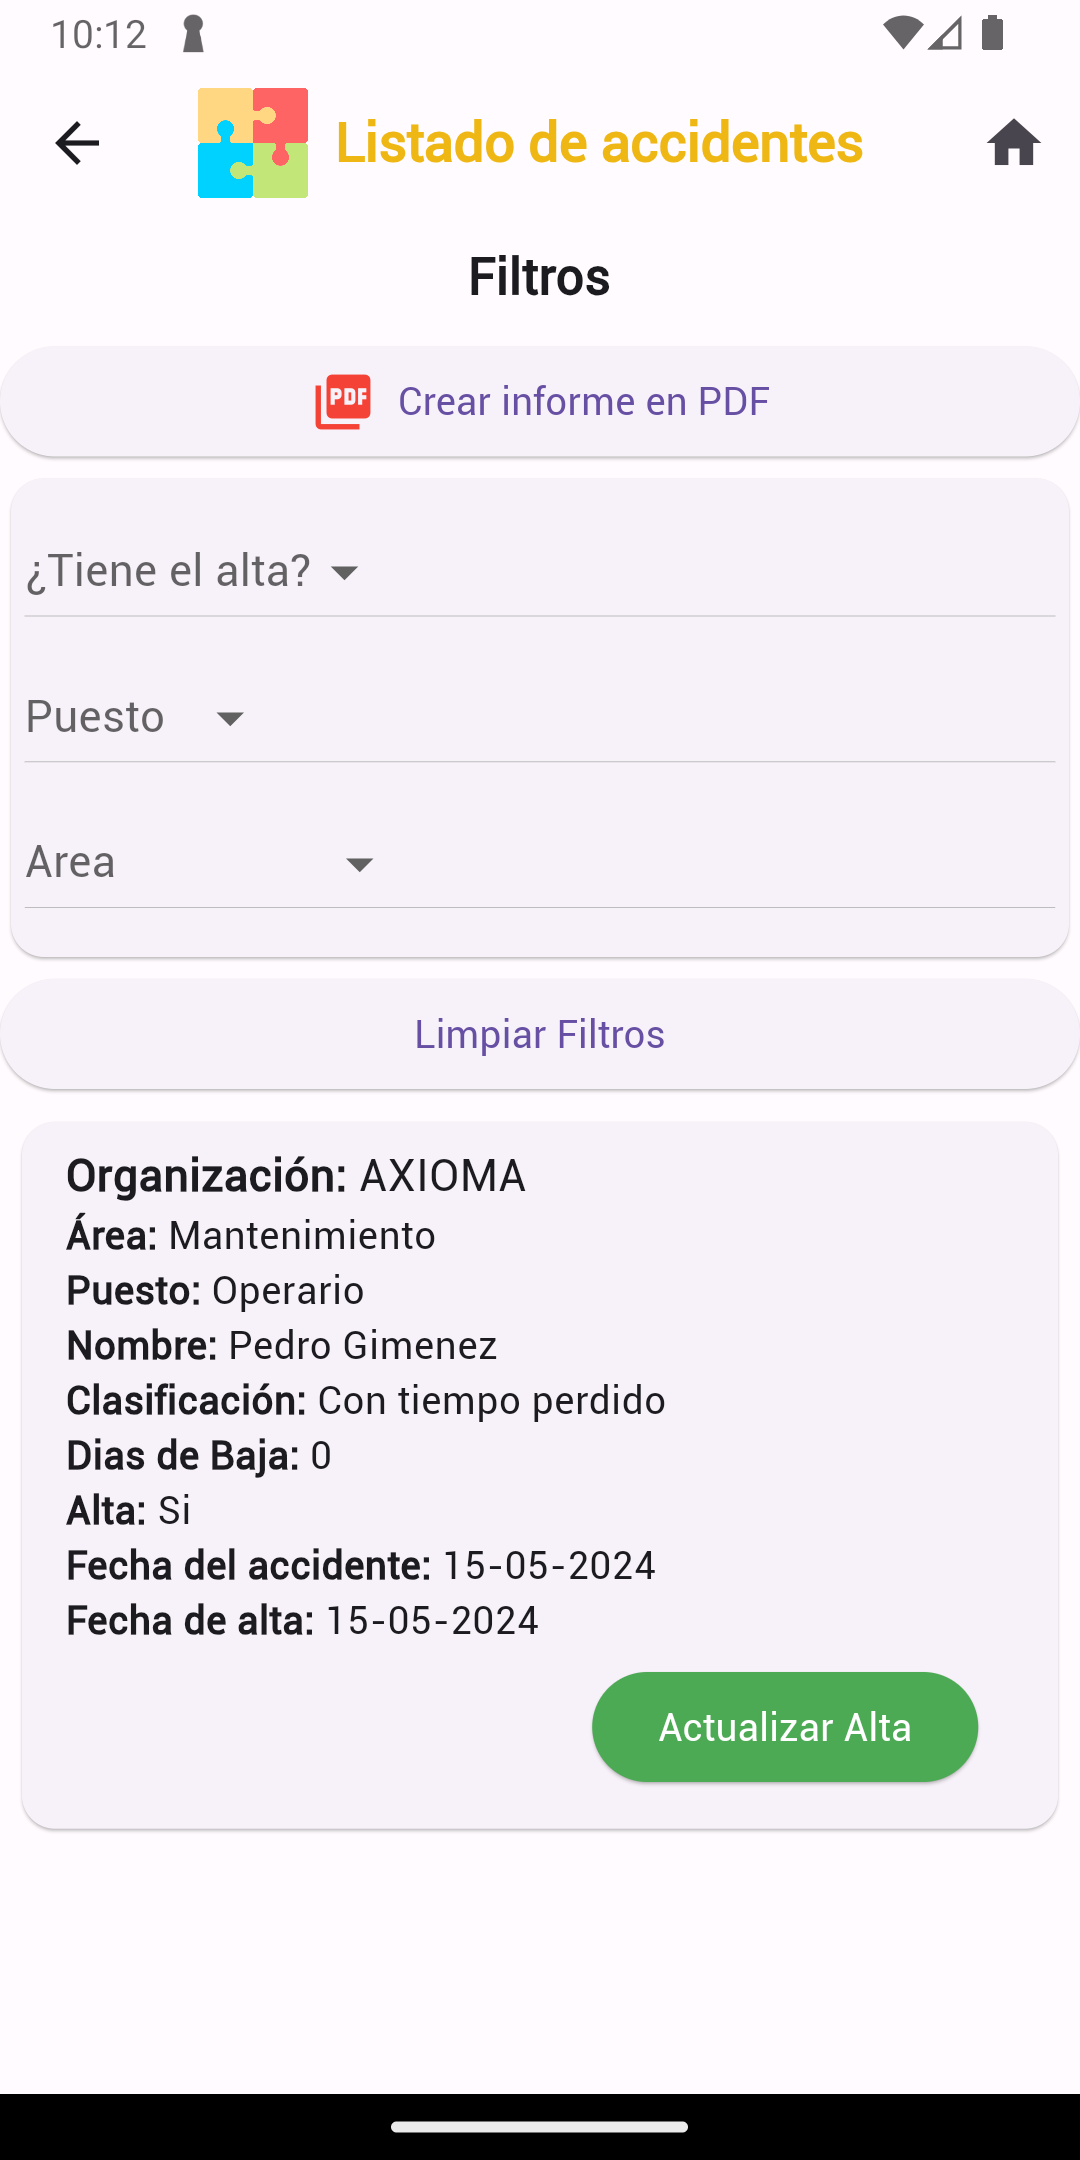 10:12
Listado de accidentes
Filtros
PDF Crear informe en PDF
¿Tiene el alta?
Puesto
Area
Limpiar Filtros
Organización: AXIOMA
Área: Mantenimiento
Puesto: Operario
Nombre: Pedro Gimenez
Clasificación: Con tiempo perdido
Dias de Baja: 0
Alta: Si
Fecha del accidente: 15-05-2024
Fecha de alta: 15-05-2024
Actualizar Alta